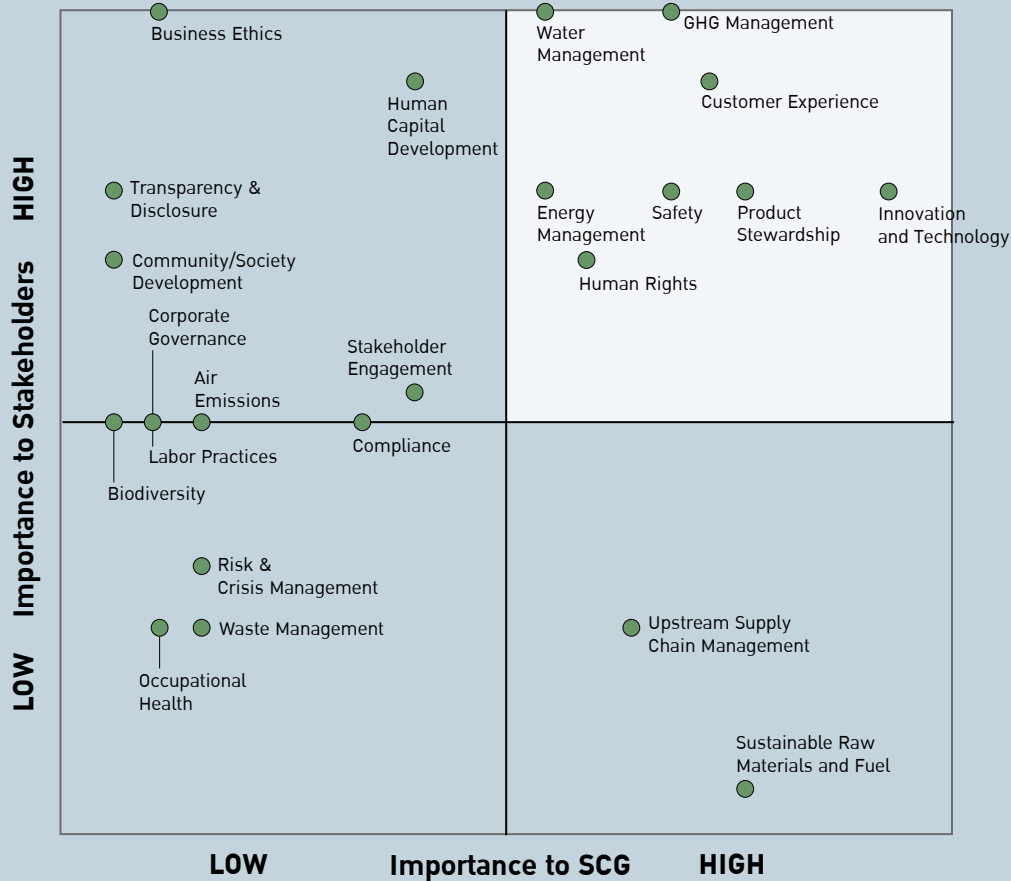 Business Ethics
Water
Management
GHG Management
Human
Capital
Development
Customer Experience
Transparency &
Disclosure
Energy
Management
Safety
Product
Stewardship
Innovation
and Technology
Community/Society
Development
Human Rights
Corporate
Governance
Stakeholder
Engagement
Air
Emissions
Labor Practices
Compliance
Biodiversity
Risk &
Crisis Management
Waste Management
Occupational
Health
Upstream Supply
Chain Management
Sustainable Raw
Materials and Fuel
LOW Importance to Stakeholders HIGH
LOW Importance to SCG HIGH